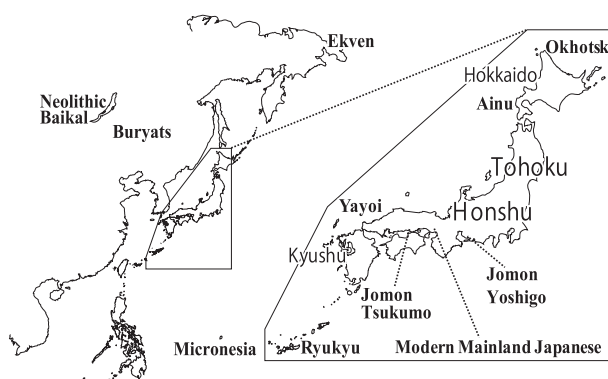 Ekven
Okhotsk
Hokkaido
Neolithic
Baikal
Ainu
Buryats
Tohoku
Yayoi
Honshu
Kyushu
Jomon
Yoshigo
Jomon
Tsukumo
Micronesia
Ryukyu
Modern Mainland Japanese